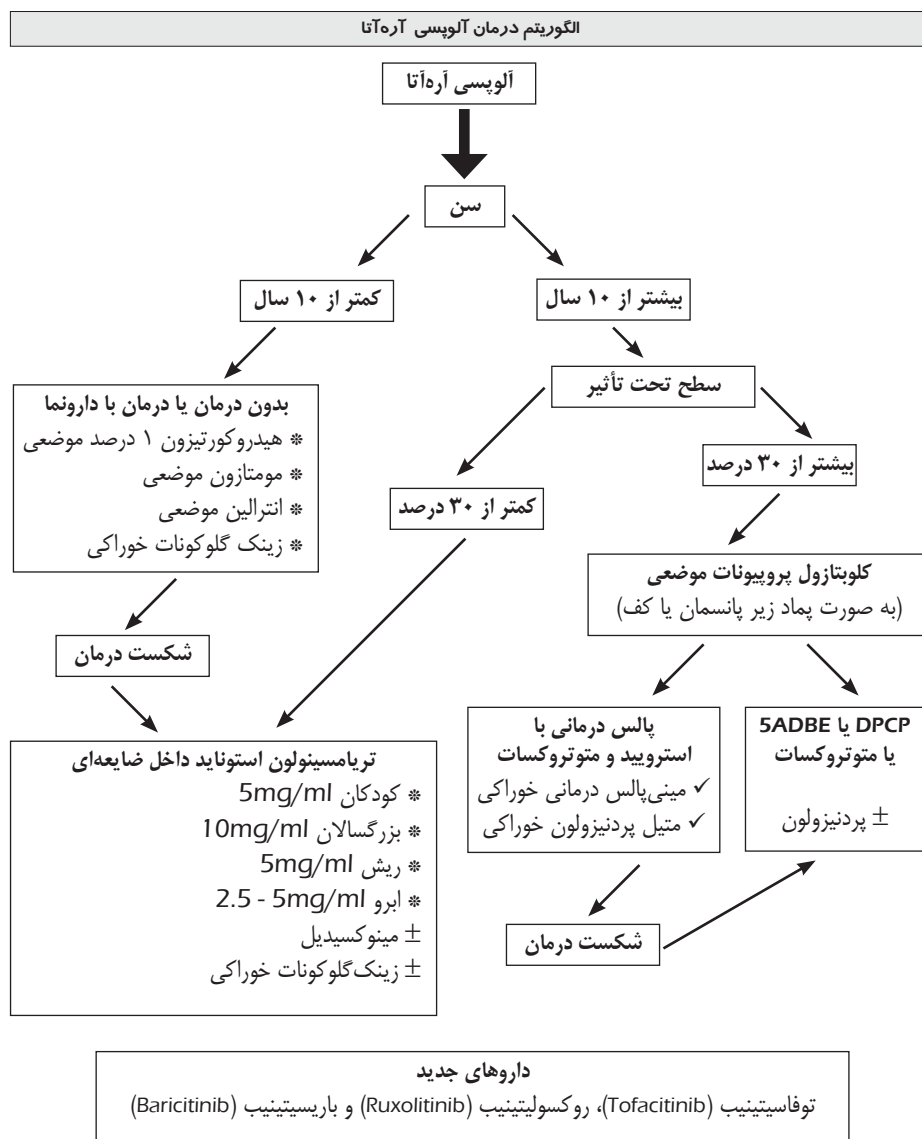 الگوریتم درمان آلوپسی آره‌آتا
آلوپسی آره‌آتا
سن
کمتر از ۱۰ سال
بیشتر از ۱۰ سال
بدون درمان یا درمان با دارونما
* هیدروکورتیزون ۱ درصد موضعی
* مومتازون موضعی
* انترالین موضعی
* زینک گلوکونات خوراکی
سطح تحت تأثیر
کمتر از ۳۰ درصد
بیشتر از ۳۰ درصد
کلوبتازول پروپیونات موضعی
(به صورت پماد زیر پانسمان یا کف)
شکست درمان
تریامسینولون استوناید داخل ضایعه‌ای
* کودکان 5mg/ml
* بزرگسالان 10mg/ml
* ریش 5mg/ml
* ابرو 2.5 - 5mg/ml
± مینوکسیدیل
± زینک‌گلوکونات خوراکی
پالس درمانی با
استرویید و متوتروکسات
✓ مینی‌پالس درمانی خوراکی
✓ متیل پردنیزولون خوراکی
DPCP یا 5ADBE
یا متوتروکسات
± پردنیزولون
شکست درمان
داروهای جدید
توفاسیتینیب (Tofacitinib)، روکسولیتینیب (Ruxolitinib) و باریسیتینیب (Baricitinib)